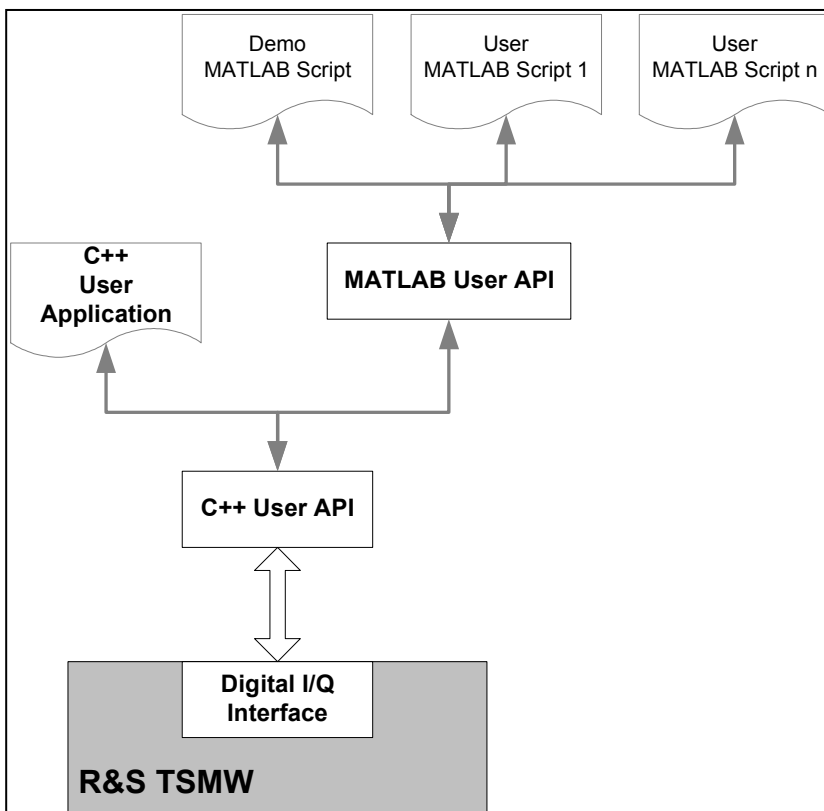 Demo
MATLAB Script
User
MATLAB Script 1
User
MATLAB Script n
C++
User
Application
MATLAB User API
C++ User API
Digital I/Q
Interface
R&S TSMW